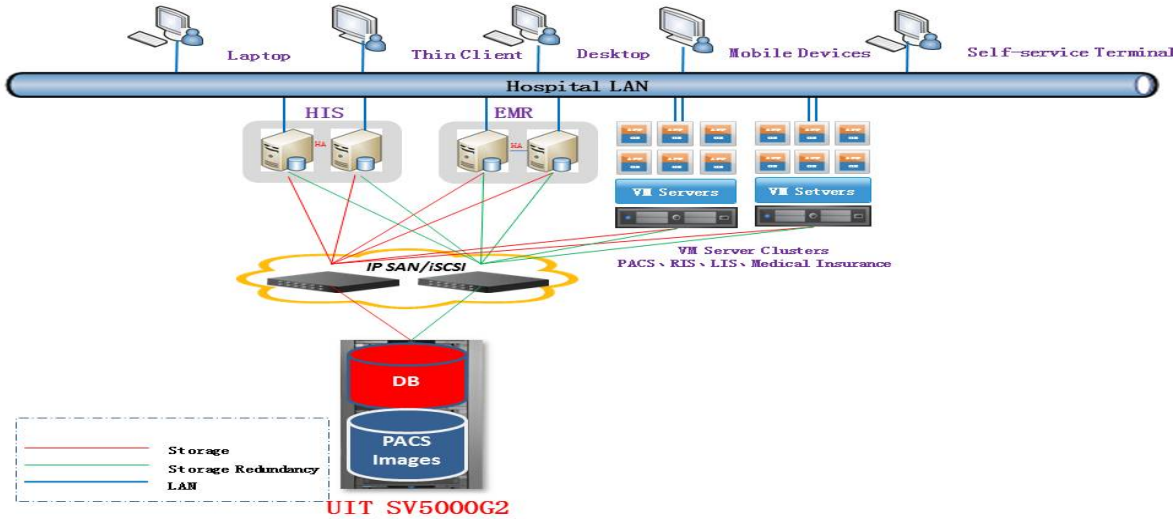 Laptop
Thin Client
Desktop
Mobile Devices
Self-service Terminal
Hospital LAN
HIS
EMR
HA
HA
VM Servers
VM Setvers
VM Server Clusters
PACS、RIS、LIS、Medical Insurance
IP SAN/iSCSI
DB
PACS
Images
Storage
Storage Redundancy
LAN
UIT SV5000G2